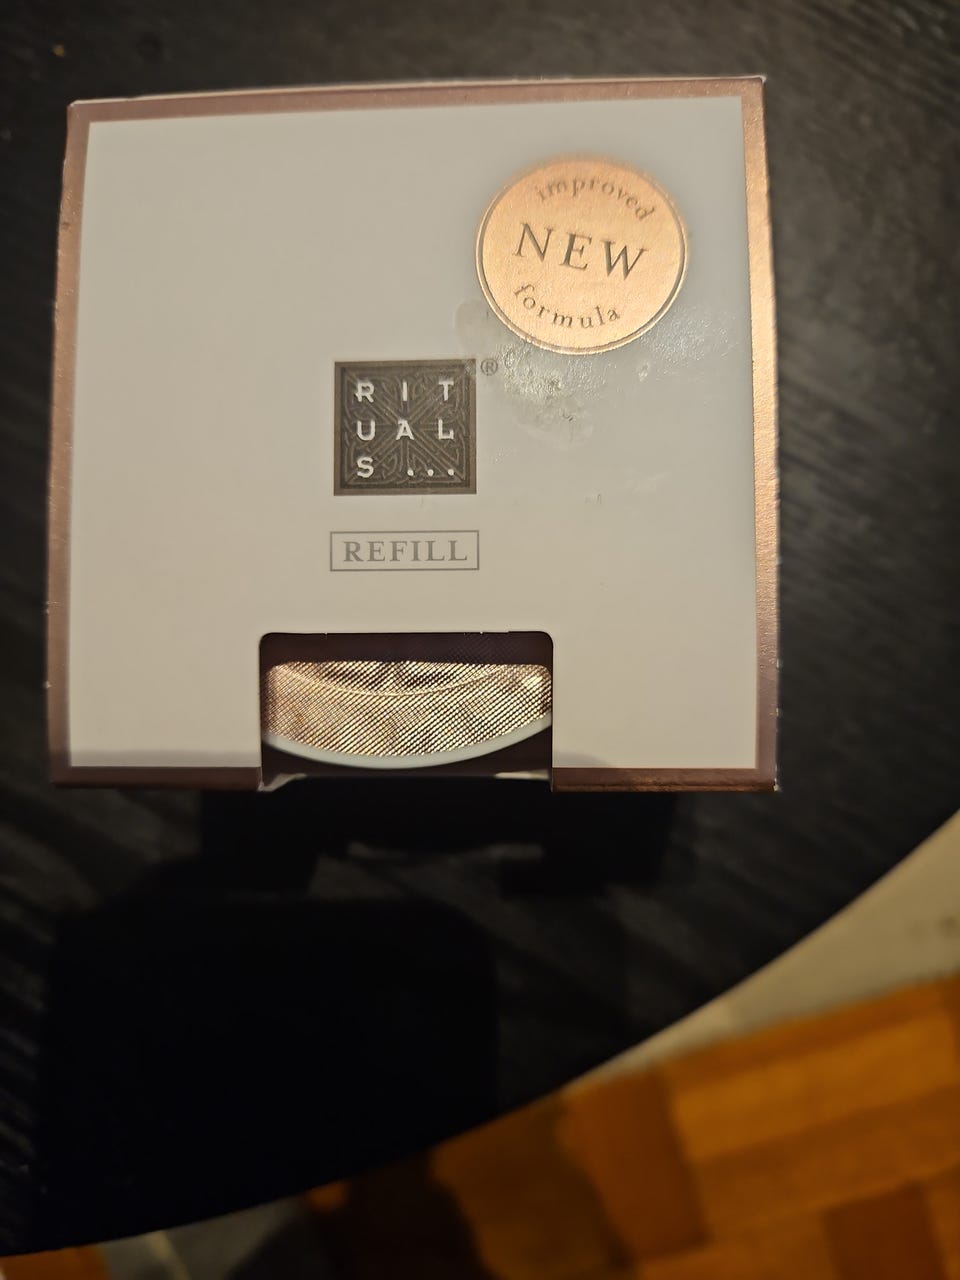 improved
NEW
formula
RIT
UAL
S...
®
REFILL